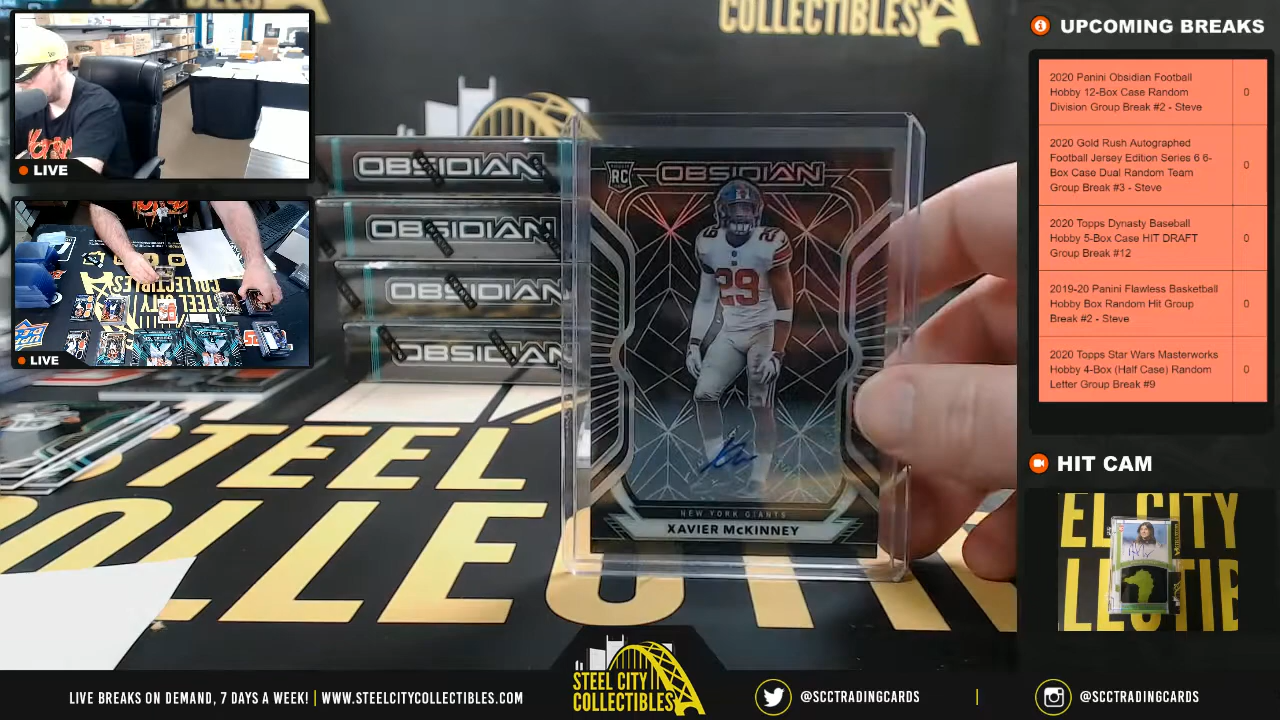 COLLECTIBLES
UPCOMING BREAKS
2020 Panini Obsidian Football
Hobby 12-Box Case Random
Division Group Break #2 - Steve
0
2020 Gold Rush Autographed
Football Jersey Edition Series 6 6-
Box Case Dual Random Team
Group Break #3 - Steve
0
2020 Topps Dynasty Baseball
Hobby 5-Box Case HIT DRAFT
Group Break #12
0
2019-20 Panini Flawless Basketball
Hobby Box Random Hit Group
Break #2 - Steve
0
2020 Topps Star Wars Masterworks
Hobby 4-Box (Half Case) Random
Letter Group Break #9
0
HIT CAM
LIVE
LIVE
OBSIDIAN
OBSIDIAN
OBSIDIAN
OBSIDIAN
RC
OBSIDIAN
29
29
NEW YORK GIANTS
XAVIER McKINNEY
STEEL
LIVE BREAKS ON DEMAND, 7 DAYS A WEEK! | WWW.STEELCITYCOLLECTIBLES.COM
STEEL CITY
COLLECTIBLES
@SCCTRADINGCARDS
|
@SCCTRADINGCARDS